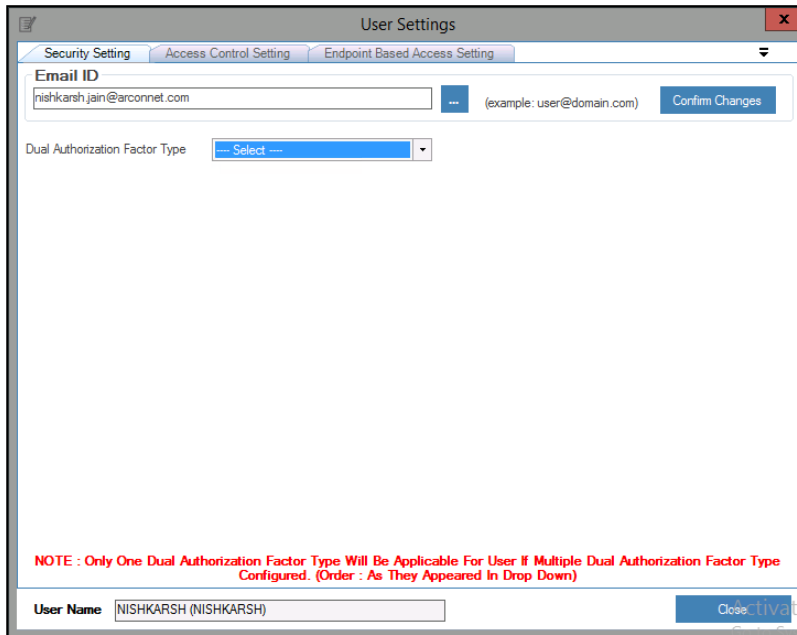 User Settings
x
Security Setting Access Control Setting Endpoint Based Access Setting
Email ID
nishkarsh.jain@arconnet.com ... (example: user@domain.com) Confirm Changes
Dual Authorization Factor Type ---- Select ----
NOTE : Only One Dual Authorization Factor Type Will Be Applicable For User If Multiple Dual Authorization Factor Type
Configured. (Order : As They Appeared In Drop Down)
User Name NISHKARSH (NISHKARSH) Close Activat